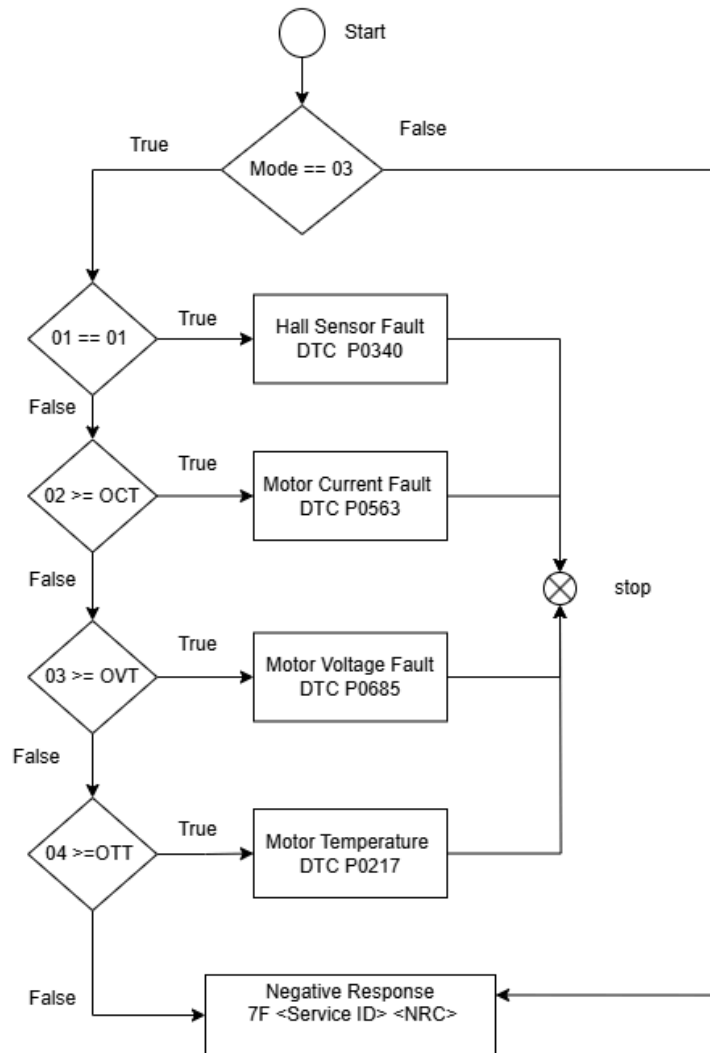 Start
Mode == 03
True
False
01 == 01
True
Hall Sensor Fault
DTC P0340
False
02 >= OCT
True
Motor Current Fault
DTC P0563
False
stop
03 >= OVT
True
Motor Voltage Fault
DTC P0685
False
04 >=OTT
True
Motor Temperature
DTC P0217
False
Negative Response
7F <Service ID> <NRC>